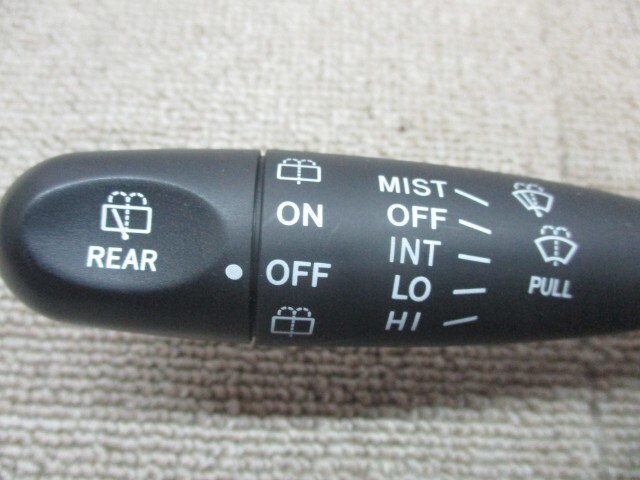 REAR
ON
OFF
MIST
OFF
INT
LO
HI
PULL